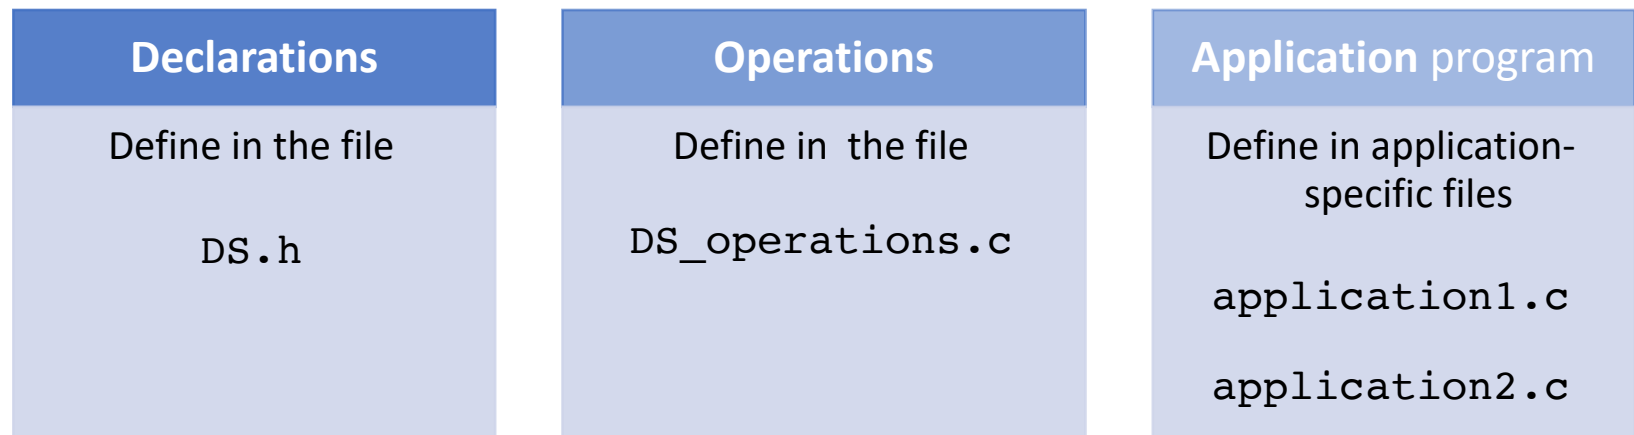 Declarations
Define in the file
DS.h
Operations
Define in the file
DS_operations.c
Application program
Define in application-
specific files
application1.c
application2.c